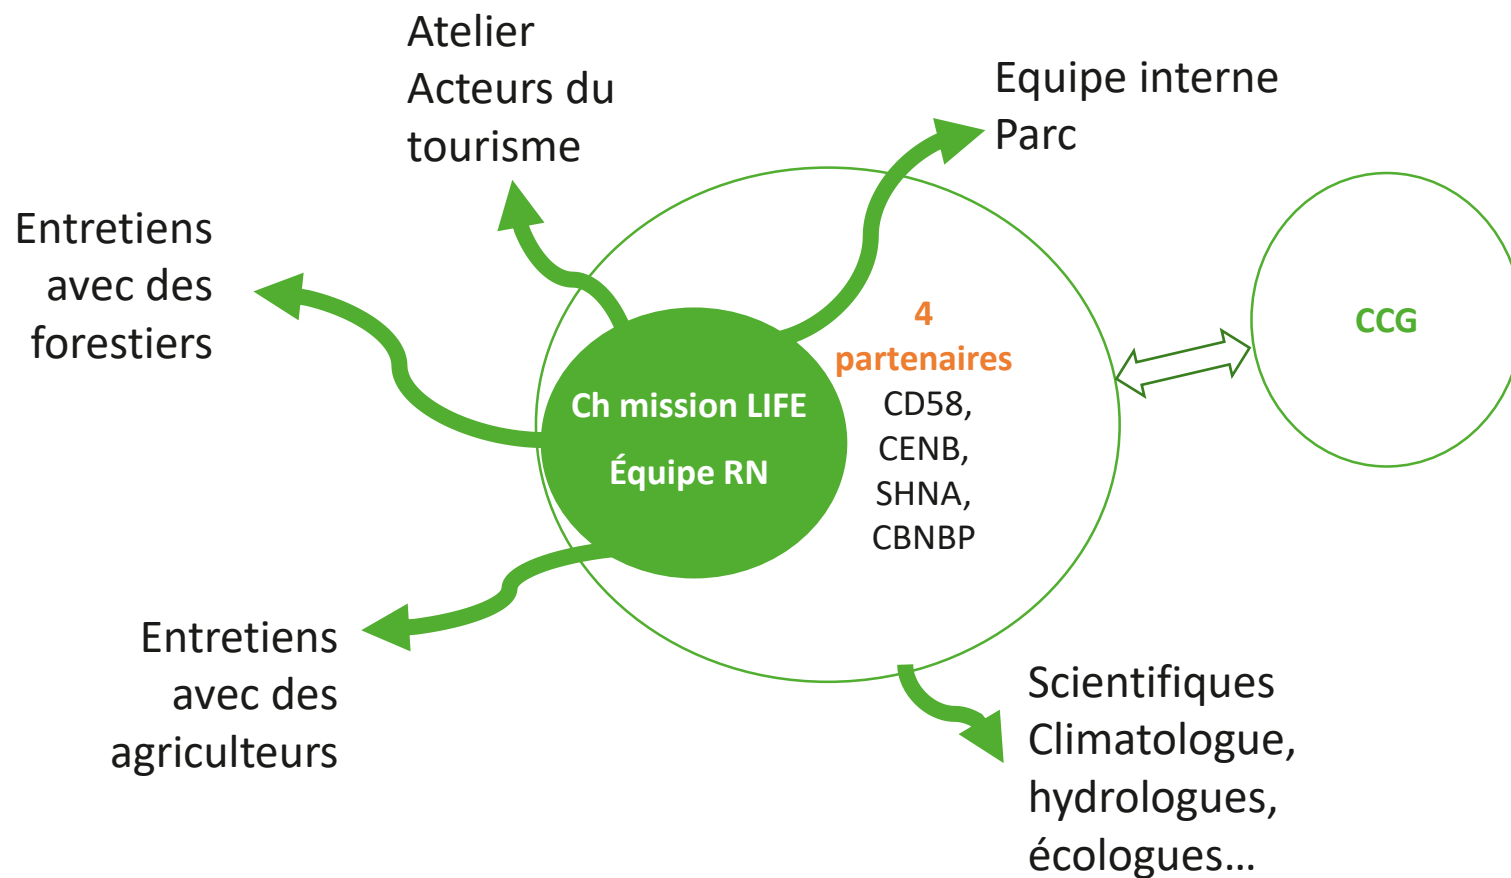 Atelier
Acteurs du
tourisme
Equipe interne
Parc
Entretiens
avec des
forestiers
4
partenaires
CD58,
CENB,
SHNA,
CBNBP
CCG
Ch mission LIFE
Équipe RN
Entretiens
avec des
agriculteurs
Scientifiques
Climatologue,
hydrologues,
écologues...